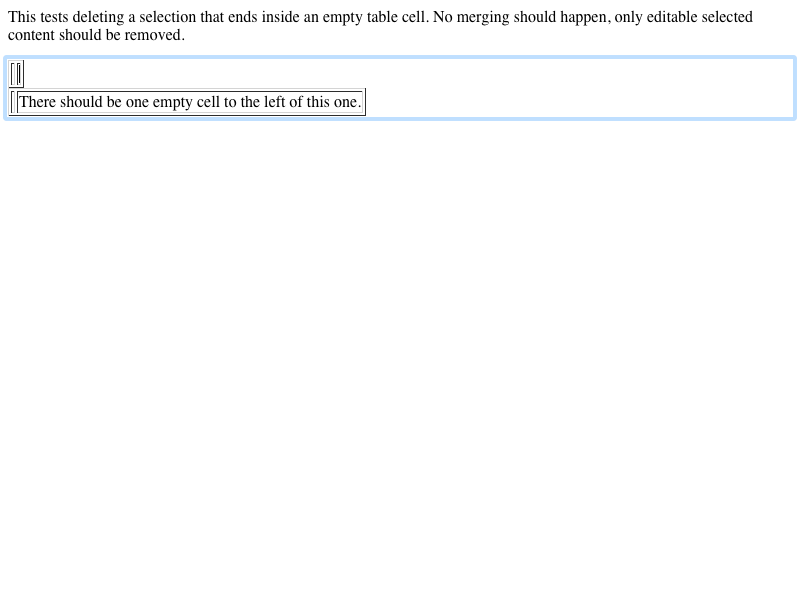 This tests deleting a selection that ends inside an empty table cell. No merging should happen, only editable selected
content should be removed.
There should be one empty cell to the left of this one.